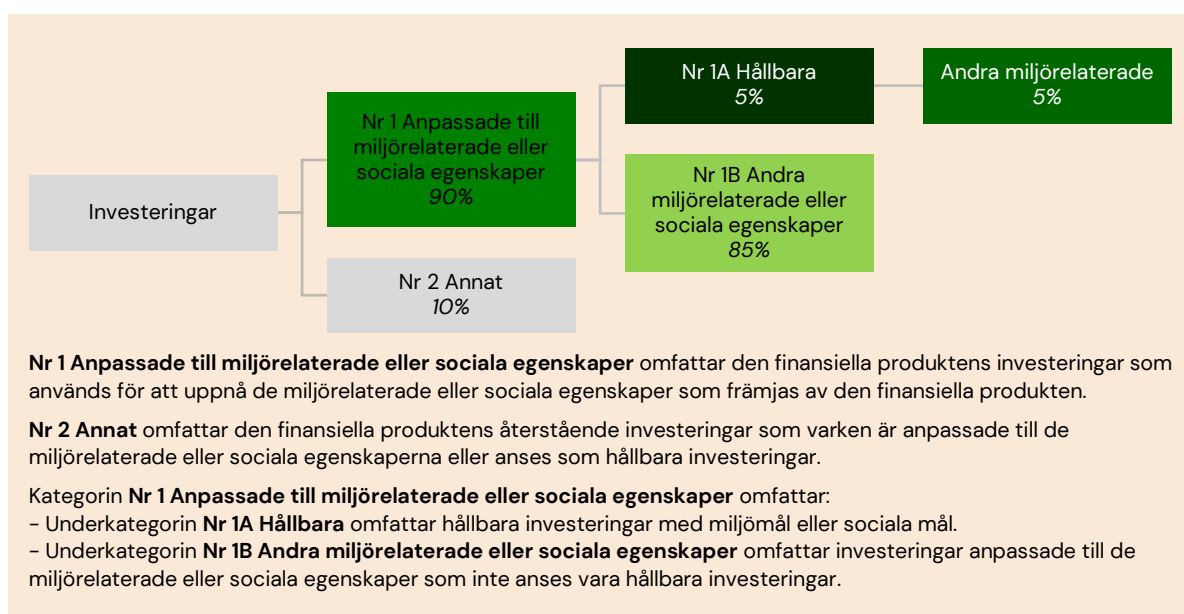 Investeringar
Nr 1 Anpassade till
miljörelaterade eller
sociala egenskaper
90%
Nr 2 Annat
10%
Nr 1A Hållbara
5%
Nr 1B Andra
miljörelaterade eller
sociala egenskaper
85%
Andra miljörelaterade
5%
Nr 1 Anpassade till miljörelaterade eller sociala egenskaper omfattar den finansiella produktens investeringar som
används för att uppnå de miljörelaterade eller sociala egenskaper som främjas av den finansiella produkten.
Nr 2 Annat omfattar den finansiella produktens återstående investeringar som varken är anpassade till de
miljörelaterade eller sociala egenskaperna eller anses som hållbara investeringar.
Kategorin Nr 1 Anpassade till miljörelaterade eller sociala egenskaper omfattar:
– Underkategorin Nr 1A Hållbara omfattar hållbara investeringar med miljömål eller sociala mål.
– Underkategorin Nr 1B Andra miljörelaterade eller sociala egenskaper omfattar investeringar anpassade till de
miljörelaterade eller sociala egenskaper som inte anses vara hållbara investeringar.